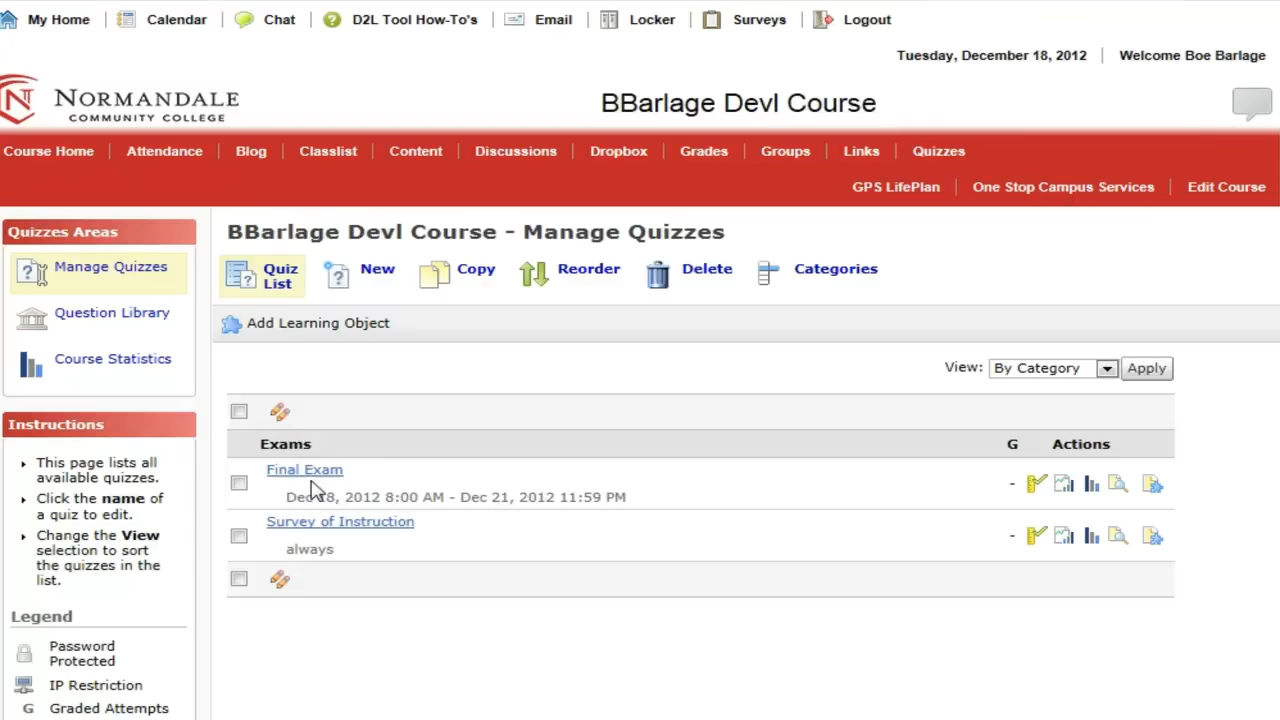 My Home Calendar Chat D2L Tool How-To's Email Locker Surveys Logout
Tuesday, December 18, 2012 Welcome Boe Barlage
NORMANDALE
COMMUNITY COLLEGE
BBarlage Devl Course
Course Home Attendance Blog Classlist Content Discussions Dropbox Grades Groups Links Quizzes
GPS LifePlan One Stop Campus Services Edit Course
Quizzes Areas
Manage Quizzes
Question Library
Course Statistics
Instructions
This page lists all
available quizzes.
Click the name of
a quiz to edit.
Change the View
selection to sort
the quizzes in the
list.
Legend
Password
Protected
IP Restriction
G Graded Attempts
BBarlage Devl Course - Manage Quizzes
Quiz
List
New Copy Reorder Delete Categories
Add Learning Object
View: By Category Apply
Exams G Actions
Final Exam -
2012 8:00 AM - Dec 21, 2012 11:59 PM
Survey of Instruction -
always